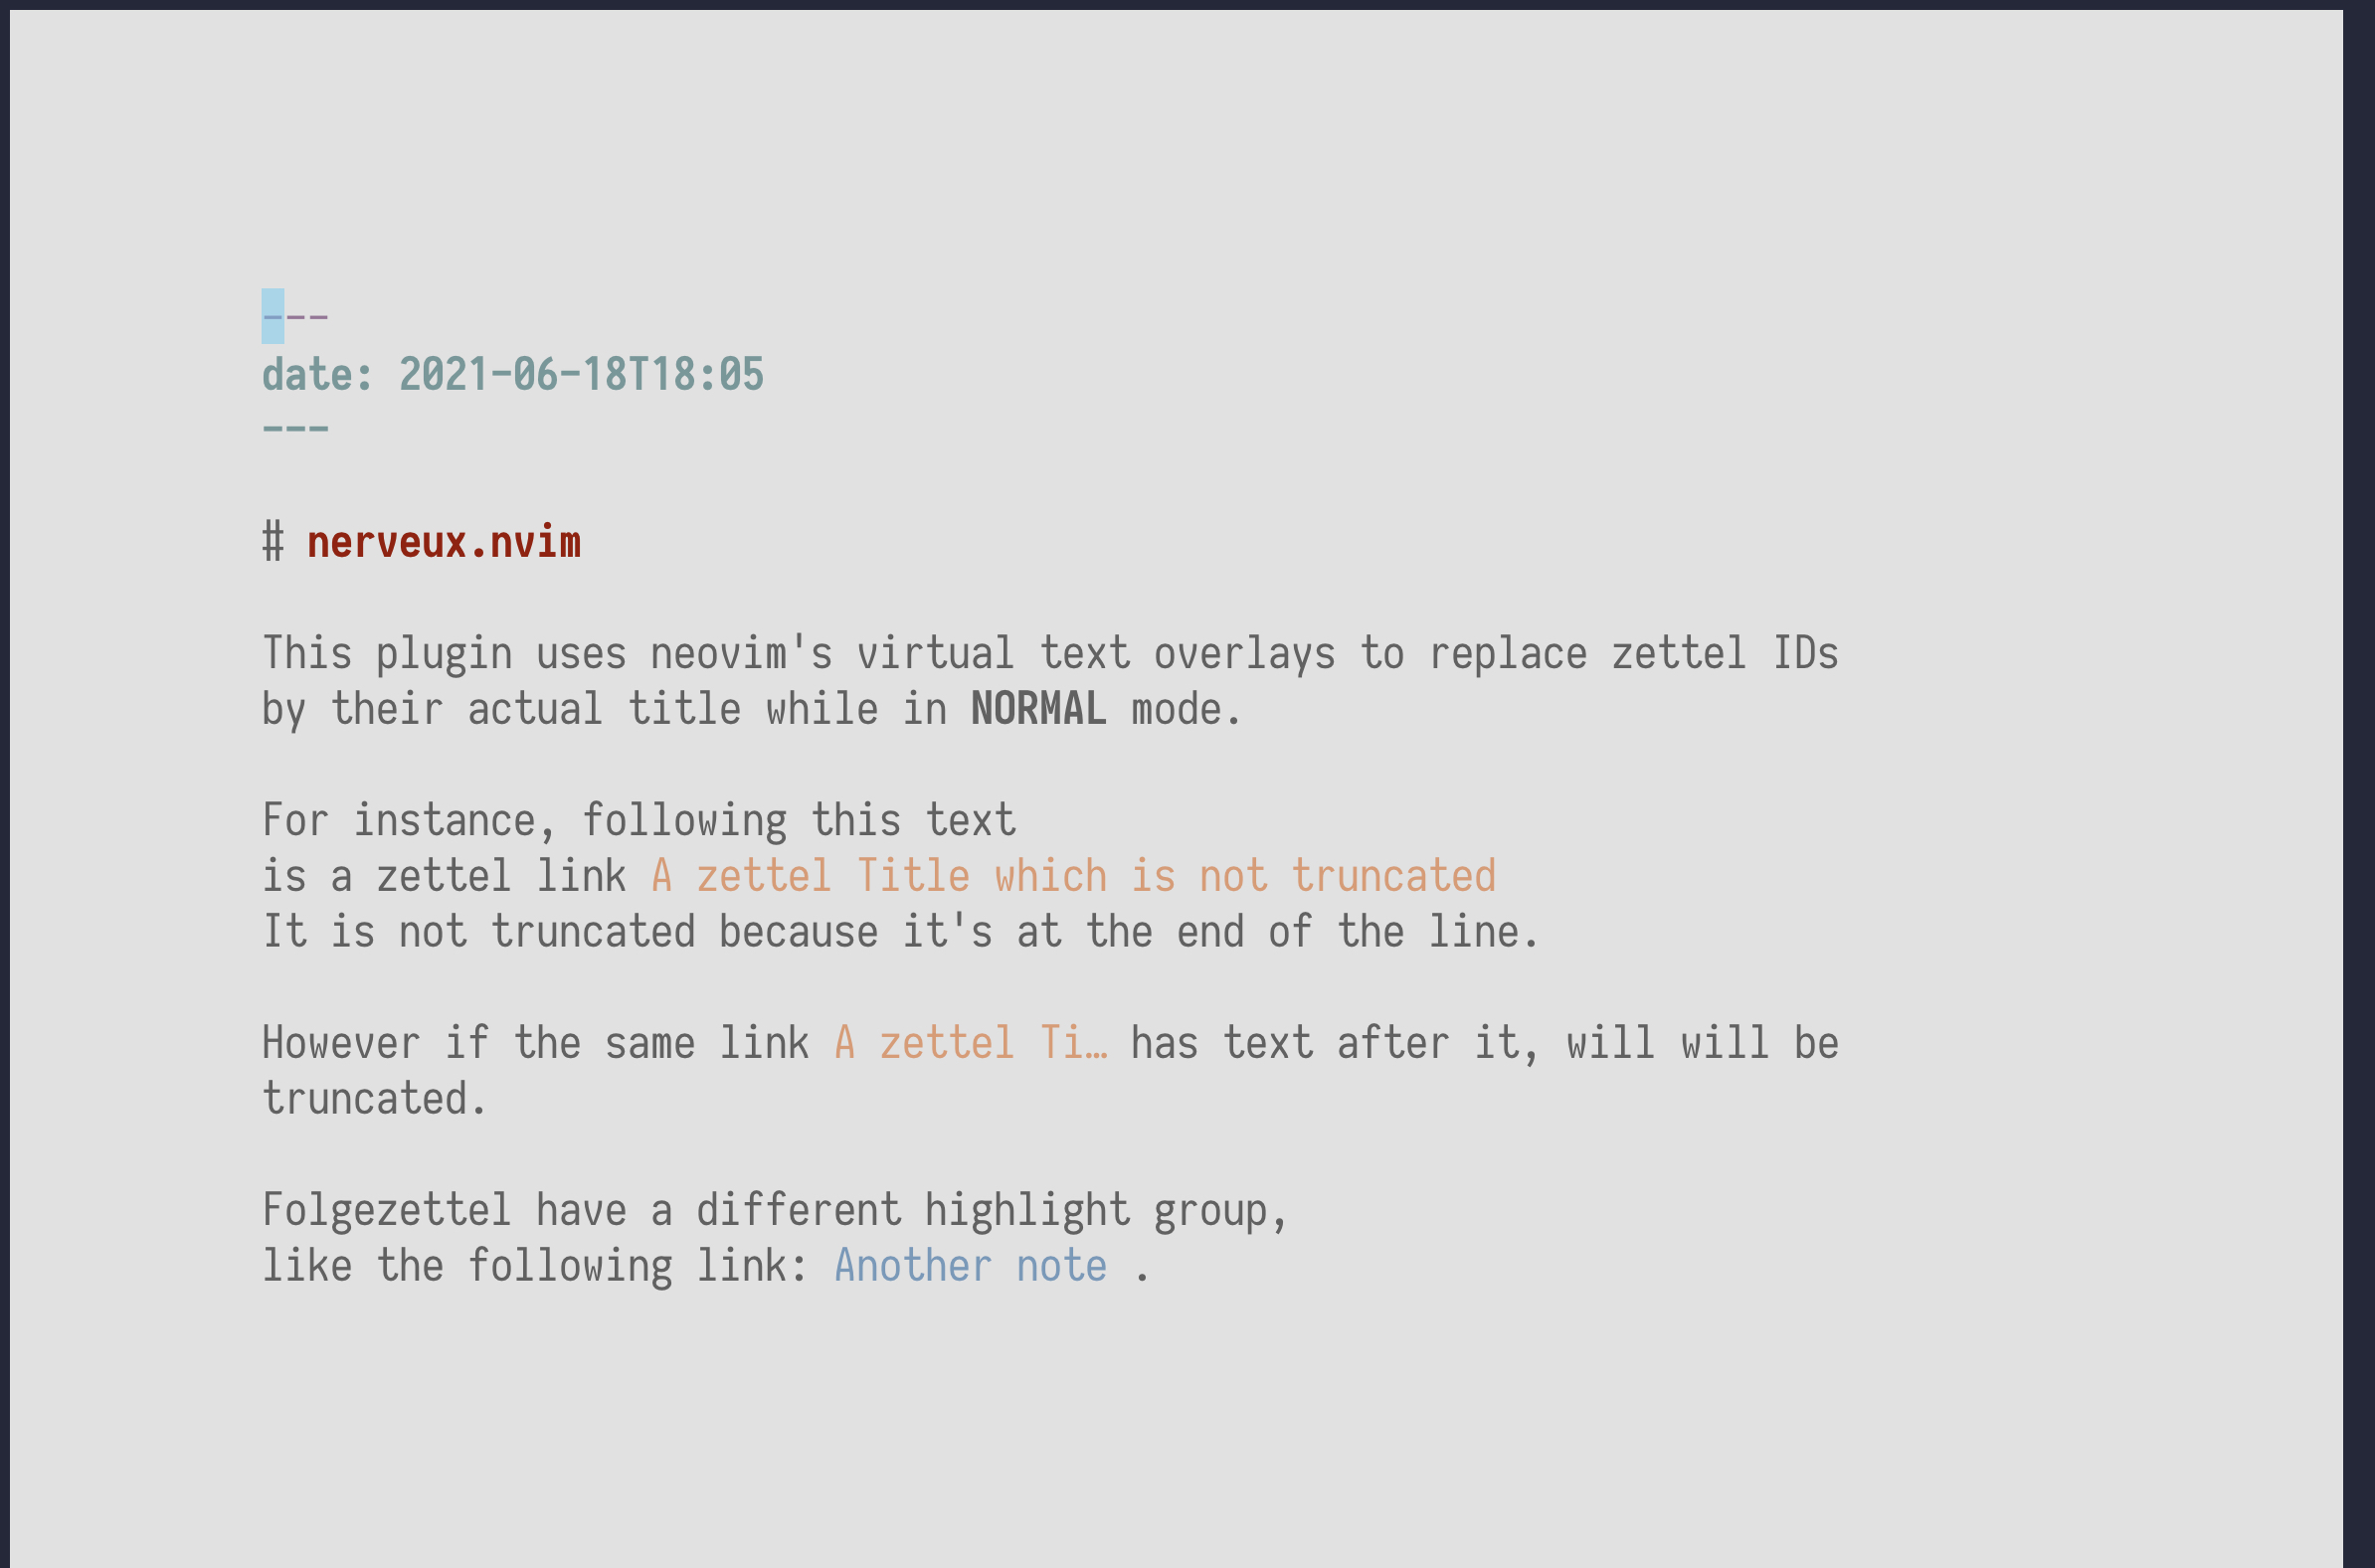 ---
date: 2021-06-18T18:05
---
# nerveux.nvim
This plugin uses neovim's virtual text overlays to replace zettel IDs
by their actual title while in NORMAL mode.
For instance, following this text
is a zettel link A zettel Title which is not truncated
It is not truncated because it's at the end of the line.
However if the same link A zettel Ti… has text after it, will will be
truncated.
Folgezettel have a different highlight group,
like the following link: Another note .